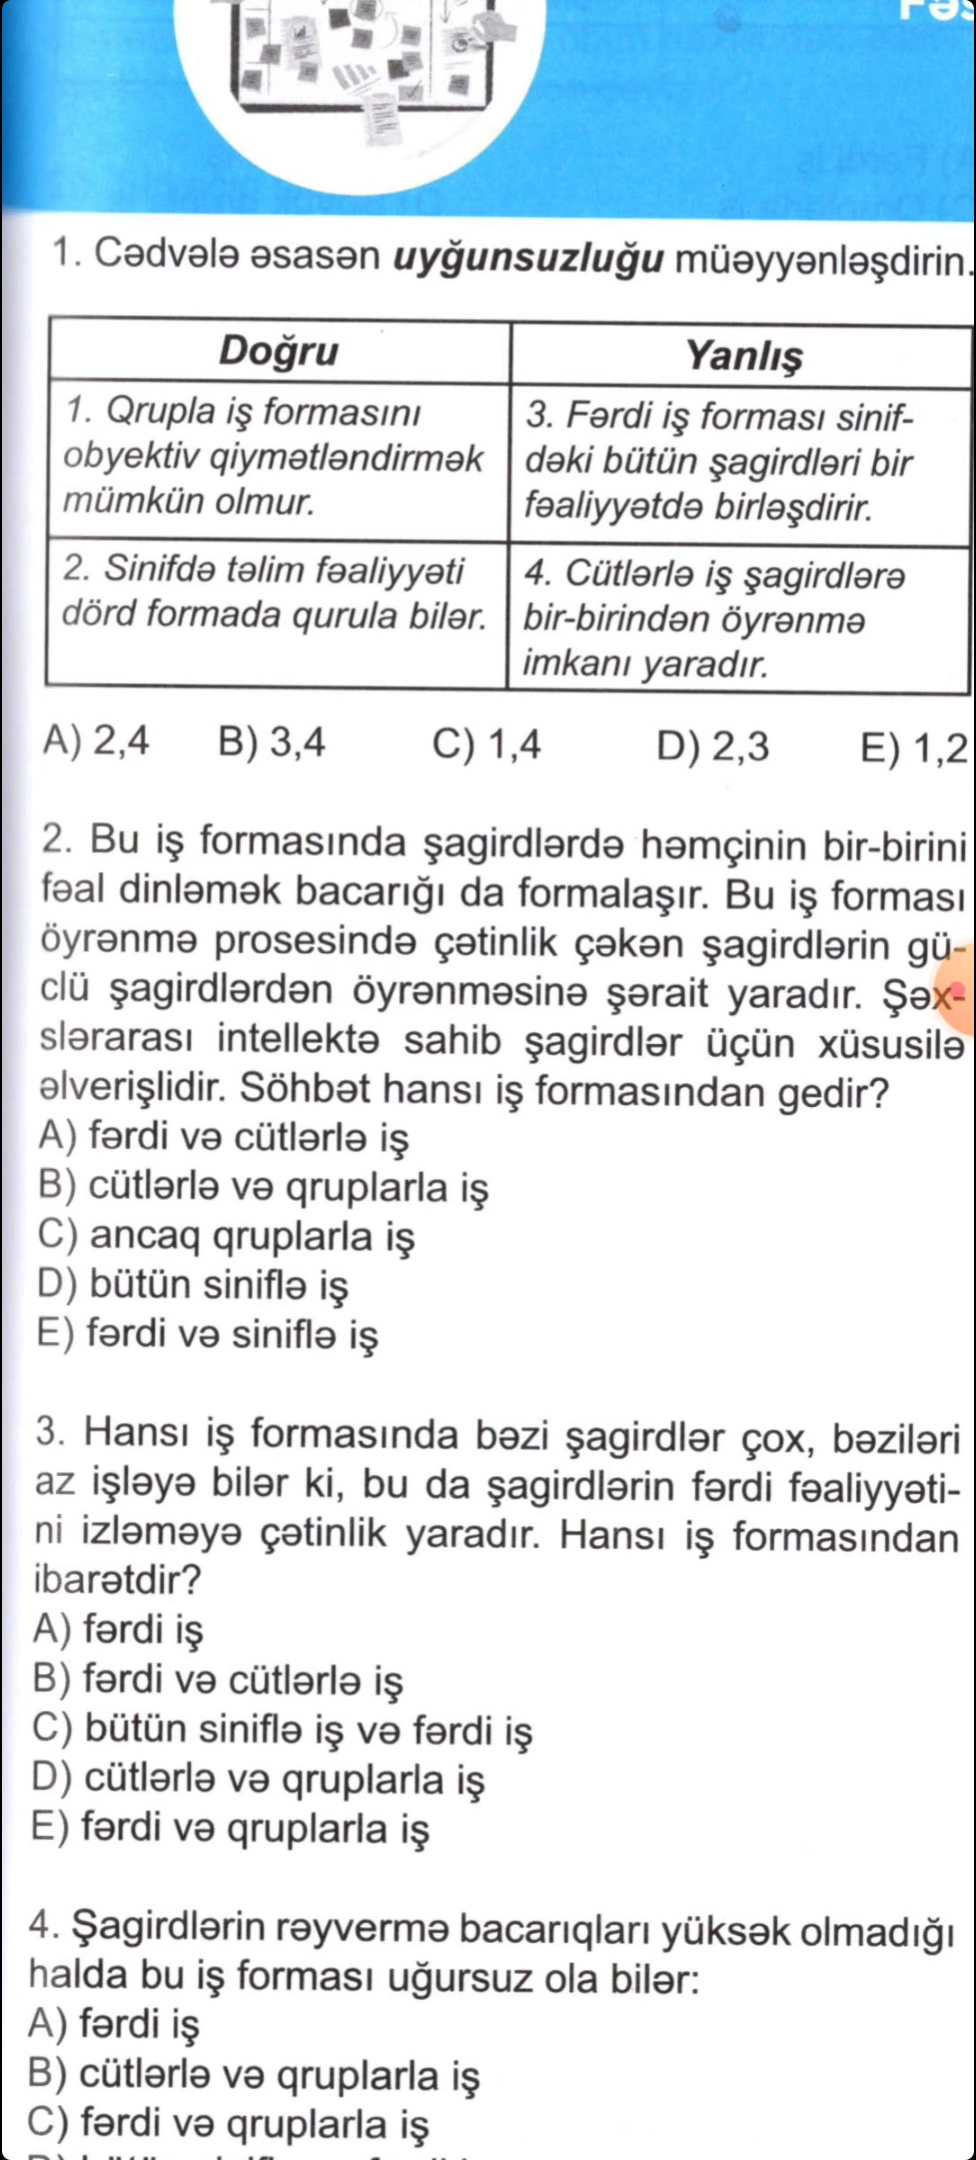 1. Cədvələ əsasən uyğunsuzluğu müəyyənləşdirin.
Doğru
Yanlış
1. Qrupla iş formasını
obyektiv qiymətləndirmək
mümkün olmur.
3. Fərdi iş forması sinif-
dəki bütün şagirdləri bir
fəaliyyətdə birləşdirir.
2. Sinifdə təlim fəaliyyəti
dörd formada qurula bilər.
4. Cütlərlə iş şagirdlərə
bir-birindən öyrənmə
imkanı yaradır.
A) 2,4 B) 3,4 C) 1,4 D) 2,3 E) 1,2
2. Bu iş formasında şagirdlərdə həmçinin bir-birini
fəal dinləmək bacarığı da formalaşır. Bu iş forması
öyrənmə prosesində çətinlik çəkən şagirdlərin gü-
clü şagirdlərdən öyrənməsinə şərait yaradır. Şəx-
slərarası intellektə sahib şagirdlər üçün xüsusilə
əlverişlidir. Söhbət hansı iş formasından gedir?
A) fərdi və cütlərlə iş
B) cütlərlə və qruplarla iş
C) ancaq qruplarla iş
D) bütün siniflə iş
E) fərdi və siniflə iş
3. Hansı iş formasında bəzi şagirdlər çox, bəziləri
az işləyə bilər ki, bu da şagirdlərin fərdi fəaliyyəti-
ni izləməyə çətinlik yaradır. Hansı iş formasından
ibarətdir?
A) fərdi iş
B) fərdi və cütlərlə iş
C) bütün siniflə iş və fərdi iş
D) cütlərlə və qruplarla iş
E) fərdi və qruplarla iş
4. Şagirdlərin rəyvermə bacarıqları yüksək olmadığı
halda bu iş forması uğursuz ola bilər:
A) fərdi iş
B) cütlərlə və qruplarla iş
C) fərdi və qruplarla iş